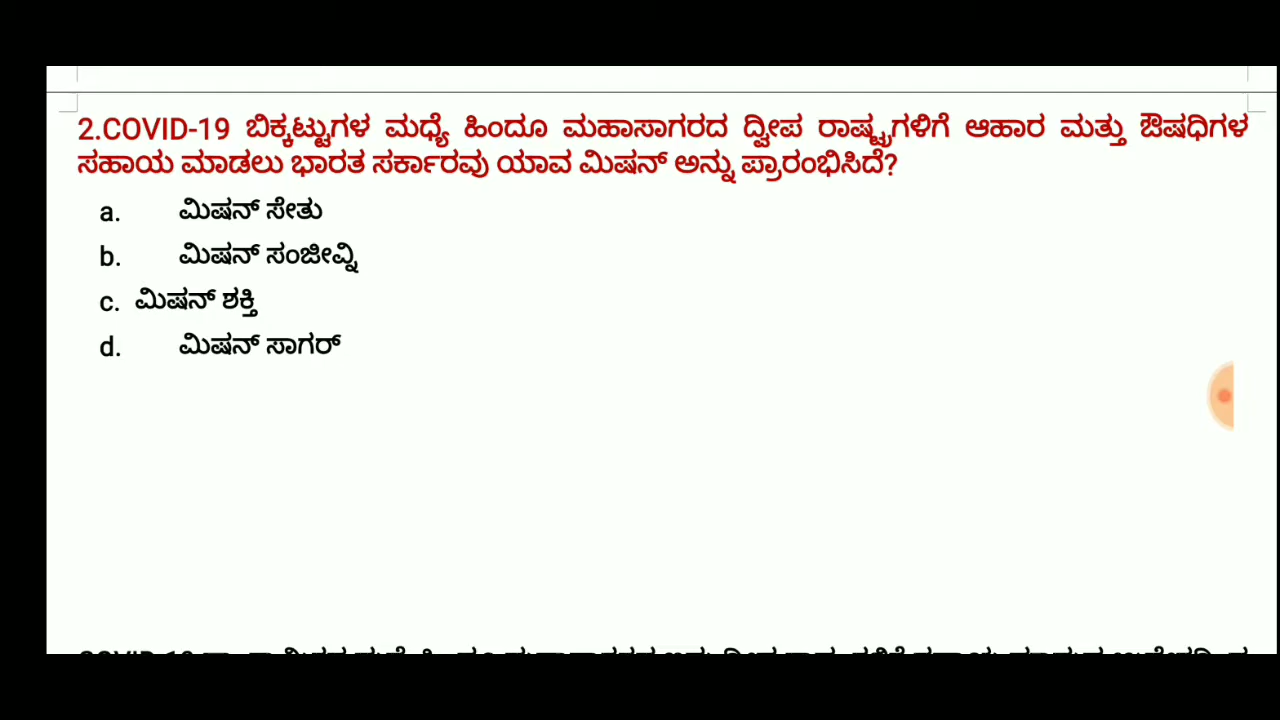 2.COVID-19 ಬಿಕ್ಕಟ್ಟುಗಳ ಮಧ್ಯೆ ಹಿಂದೂ ಮಹಾಸಾಗರದ ದ್ವೀಪ ರಾಷ್ಟ್ರಗಳಿಗೆ ಆಹಾರ ಮತ್ತು ಔಷಧಿಗಳ
ಸಹಾಯ ಮಾಡಲು ಭಾರತ ಸರ್ಕಾರವು ಯಾವ ಮಿಷನ್ ಅನ್ನು ಪ್ರಾರಂಭಿಸಿದೆ?
a. ಮಿಷನ್ ಸೇತು
b. ಮಿಷನ್ ಸಂಜೀವ್ನಿ
c. ಮಿಷನ್ ಶಕ್ತಿ
d. ಮಿಷನ್ ಸಾಗರ್